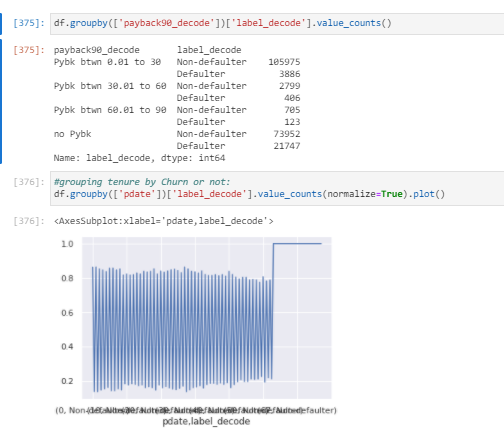 [375]: df.groupby(['payback90_decode'])['label_decode'].value_counts()
[375]: payback90_decode label_decode
Pybk btwn 0.01 to 30 Non-defaulter 105975
Defaulter 3886
Pybk btwn 30.01 to 60 Non-defaulter 2799
Defaulter 406
Pybk btwn 60.01 to 90 Non-defaulter 705
Defaulter 123
no Pybk Non-defaulter 73952
Defaulter 21747
Name: label_decode, dtype: int64
[376]: #grouping tenure by Churn or not:
df.groupby(['pdate'])['label_decode'].value_counts(normalize=True).plot()
[376]: <AxesSubplot:xlabel='pdate,label_decode'>
1.0
0.8
0.6
0.4
0.2
(0, Non-defaulter)
pdate,label_decode